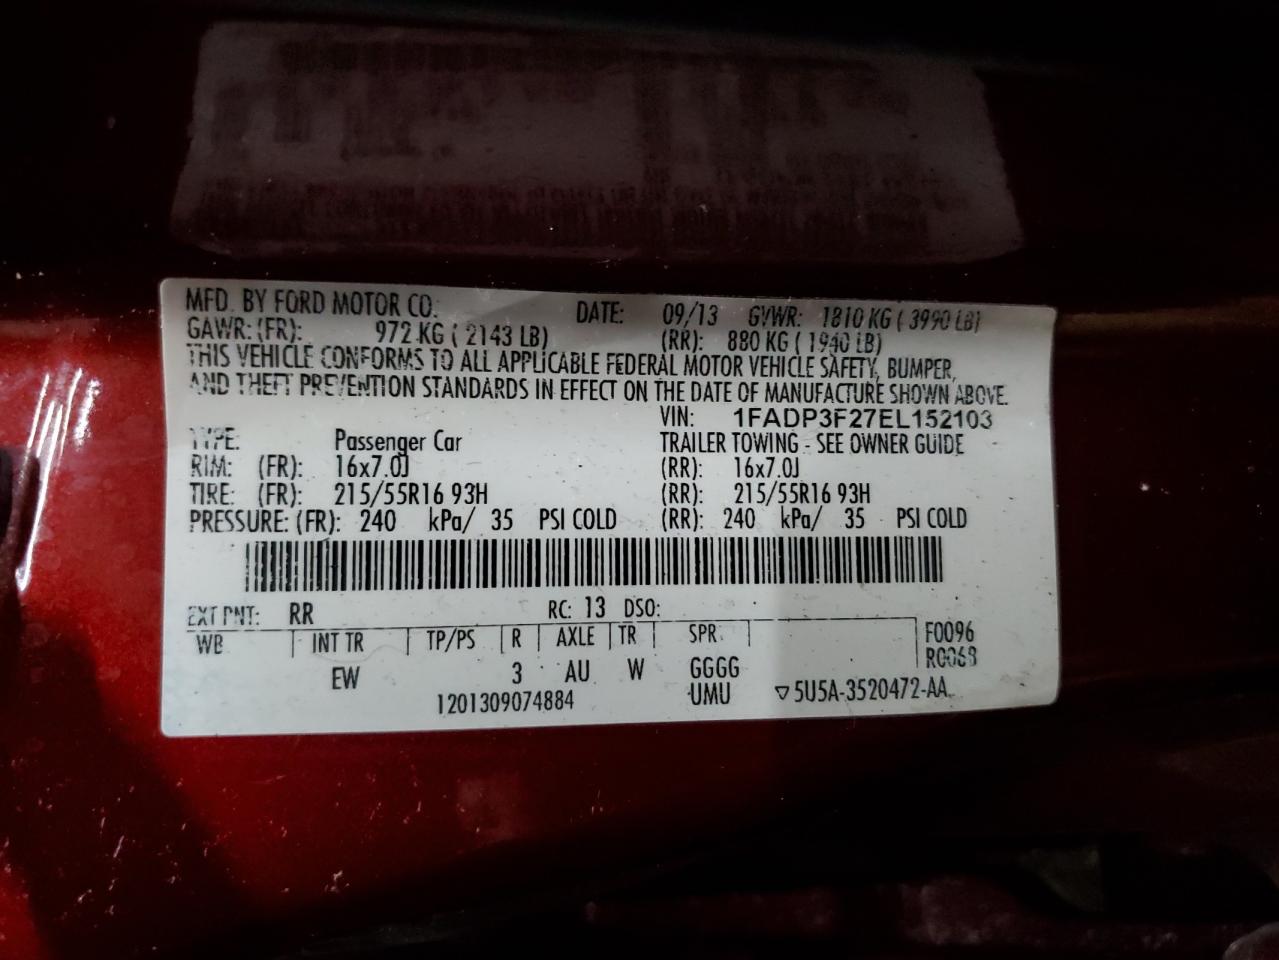 MFD. BY FORD MOTOR CO. DATE: 09/13 GVWR: 1810 KG ( 3990 LB)
GAWR: (FR): 972 KG ( 2143 LB) (RR): 880 KG ( 1940 LB)
THIS VEHICLE CONFORMS TO ALL APPLICABLE FEDERAL MOTOR VEHICLE SAFETY, BUMPER,
AND THEFT PREVENTION STANDARDS IN EFFECT ON THE DATE OF MANUFACTURE SHOWN ABOVE.
VIN: 1FADP3F27EL152103
TYPE: Passenger Car TRAILER TOWING - SEE OWNER GUIDE
RIM: (FR): 16x7.0J (RR): 16x7.0J
TIRE: (FR): 215/55R16 93H (RR): 215/55R16 93H
PRESSURE: (FR): 240 kPa/ 35 PSI COLD (RR): 240 kPa/ 35 PSI COLD
EXT PNT: RR RC: 13 DSO:
WB INT TR TP/PS R AXLE TR SPR F0096
R0068
EW 3 AU W GGGG
1201309074884 UMU ▽5U5A-3520472-AA